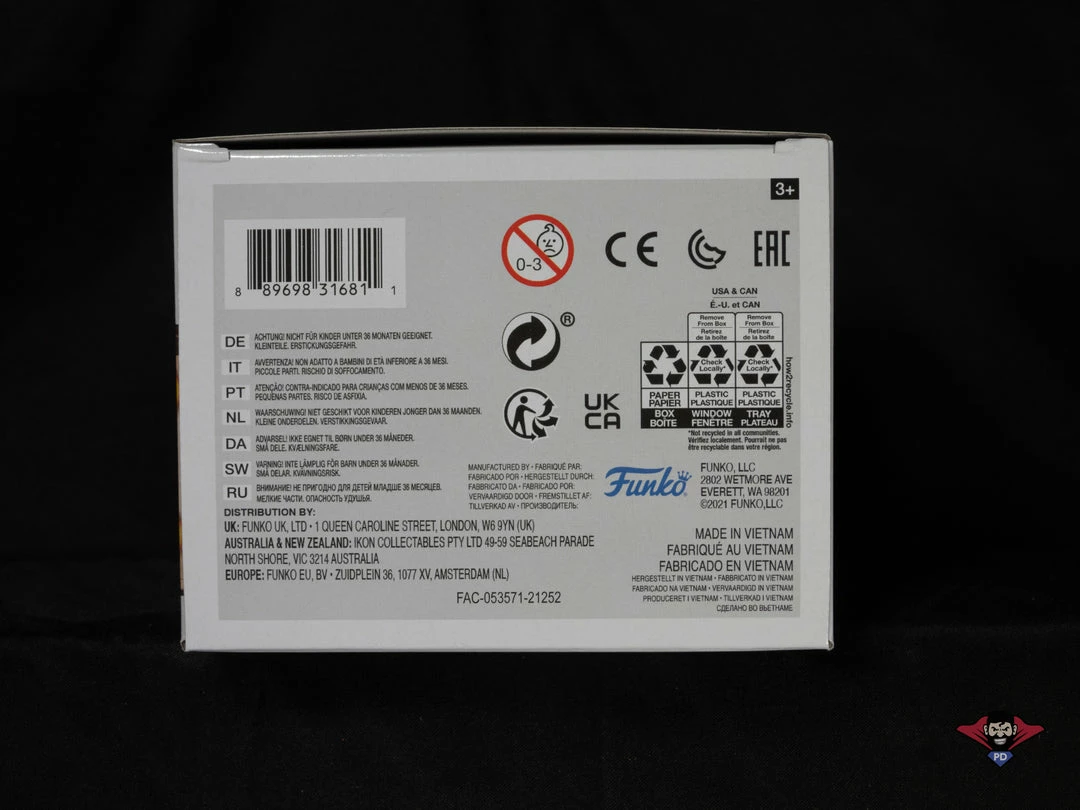 3+
8 89698 31681 1
0-3
CE
EAC
®
UK
CA
USA & CAN
É.-U. et CAN
Remove From Box
Retirez de la boîte
Remove From Box
Retirez de la boîte
Check Locally*
Check Locally*
PAPER
PAPIER
PLASTIC
PLASTIQUE
PLASTIC
PLASTIQUE
BOX
BOÎTE
WINDOW
FENÊTRE
TRAY
PLATEAU
how2recycle.info
*Not recycled in all communities.
Vérifiez localement. Pourrait ne pas
être recyclable dans votre région.
DE ACHTUNG! NICHT FÜR KINDER UNTER 36 MONATEN GEEIGNET.
KLEINTEILE. ERSTICKUNGSGEFAHR.
IT AVVERTENZA! NON ADATTO A BAMBINI DI ETÀ INFERIORE A 36 MESI.
PICCOLE PARTI. RISCHIO DI SOFFOCAMENTO.
PT ATENÇÃO! CONTRA-INDICADO PARA CRIANÇAS COM MENOS DE 36 MESES.
PEQUENAS PARTES. RISCO DE ASFIXIA.
NL WAARSCHUWING! NIET GESCHIKT VOOR KINDEREN JONGER DAN 36 MAANDEN.
KLEINE ONDERDELEN. VERSTIKKINGSGEVAAR.
DA ADVARSEL! IKKE EGNET TIL BØRN UNDER 36 MÅNEDER.
SMÅ DELE. KVÆLNINGSFARE.
SW VARNING! INTE LÄMPLIG FÖR BARN UNDER 36 MÅNADER.
SMÅ DELAR. KVÄVNINGSRISK.
RU ВНИМАНИЕ! НЕ ПРИГОДНО ДЛЯ ДЕТЕЙ МЛАДШЕ 36 МЕСЯЦЕВ.
МЕЛКИЕ ЧАСТИ. ОПАСНОСТЬ УДУШЬЯ.
MANUFACTURED BY • FABRIQUÉ PAR:
FABRICADO POR • HERGESTELLT DURCH:
FABBRICATO DA • FABRICADO POR:
VERVAARDIGD DOOR • FREMSTILLET AF:
TILLVERKAD AV • ПРОИЗВОДИТЕЛЬ:
Funko
FUNKO, LLC
2802 WETMORE AVE
EVERETT, WA 98201
©2021 FUNKO,LLC
DISTRIBUTION BY:
UK: FUNKO UK, LTD • 1 QUEEN CAROLINE STREET, LONDON, W6 9YN (UK)
AUSTRALIA & NEW ZEALAND: IKON COLLECTABLES PTY LTD 49-59 SEABEACH PARADE
NORTH SHORE, VIC 3214 AUSTRALIA
EUROPE: FUNKO EU, BV • ZUIDPLEIN 36, 1077 XV, AMSTERDAM (NL)
FAC-053571-21252
MADE IN VIETNAM
FABRIQUÉ AU VIETNAM
FABRICADO EN VIETNAM
HERGESTELLT IN VIETNAM • FABBRICATO IN VIETNAM
FABRICADO NA VIETNAM • VERVAARDIGD IN VIETNAM
PRODUCERET I VIETNAM • TILLVERKAD I VIETNAM
СДЕЛАНО ВО ВЬЕТНАМЕ
PD